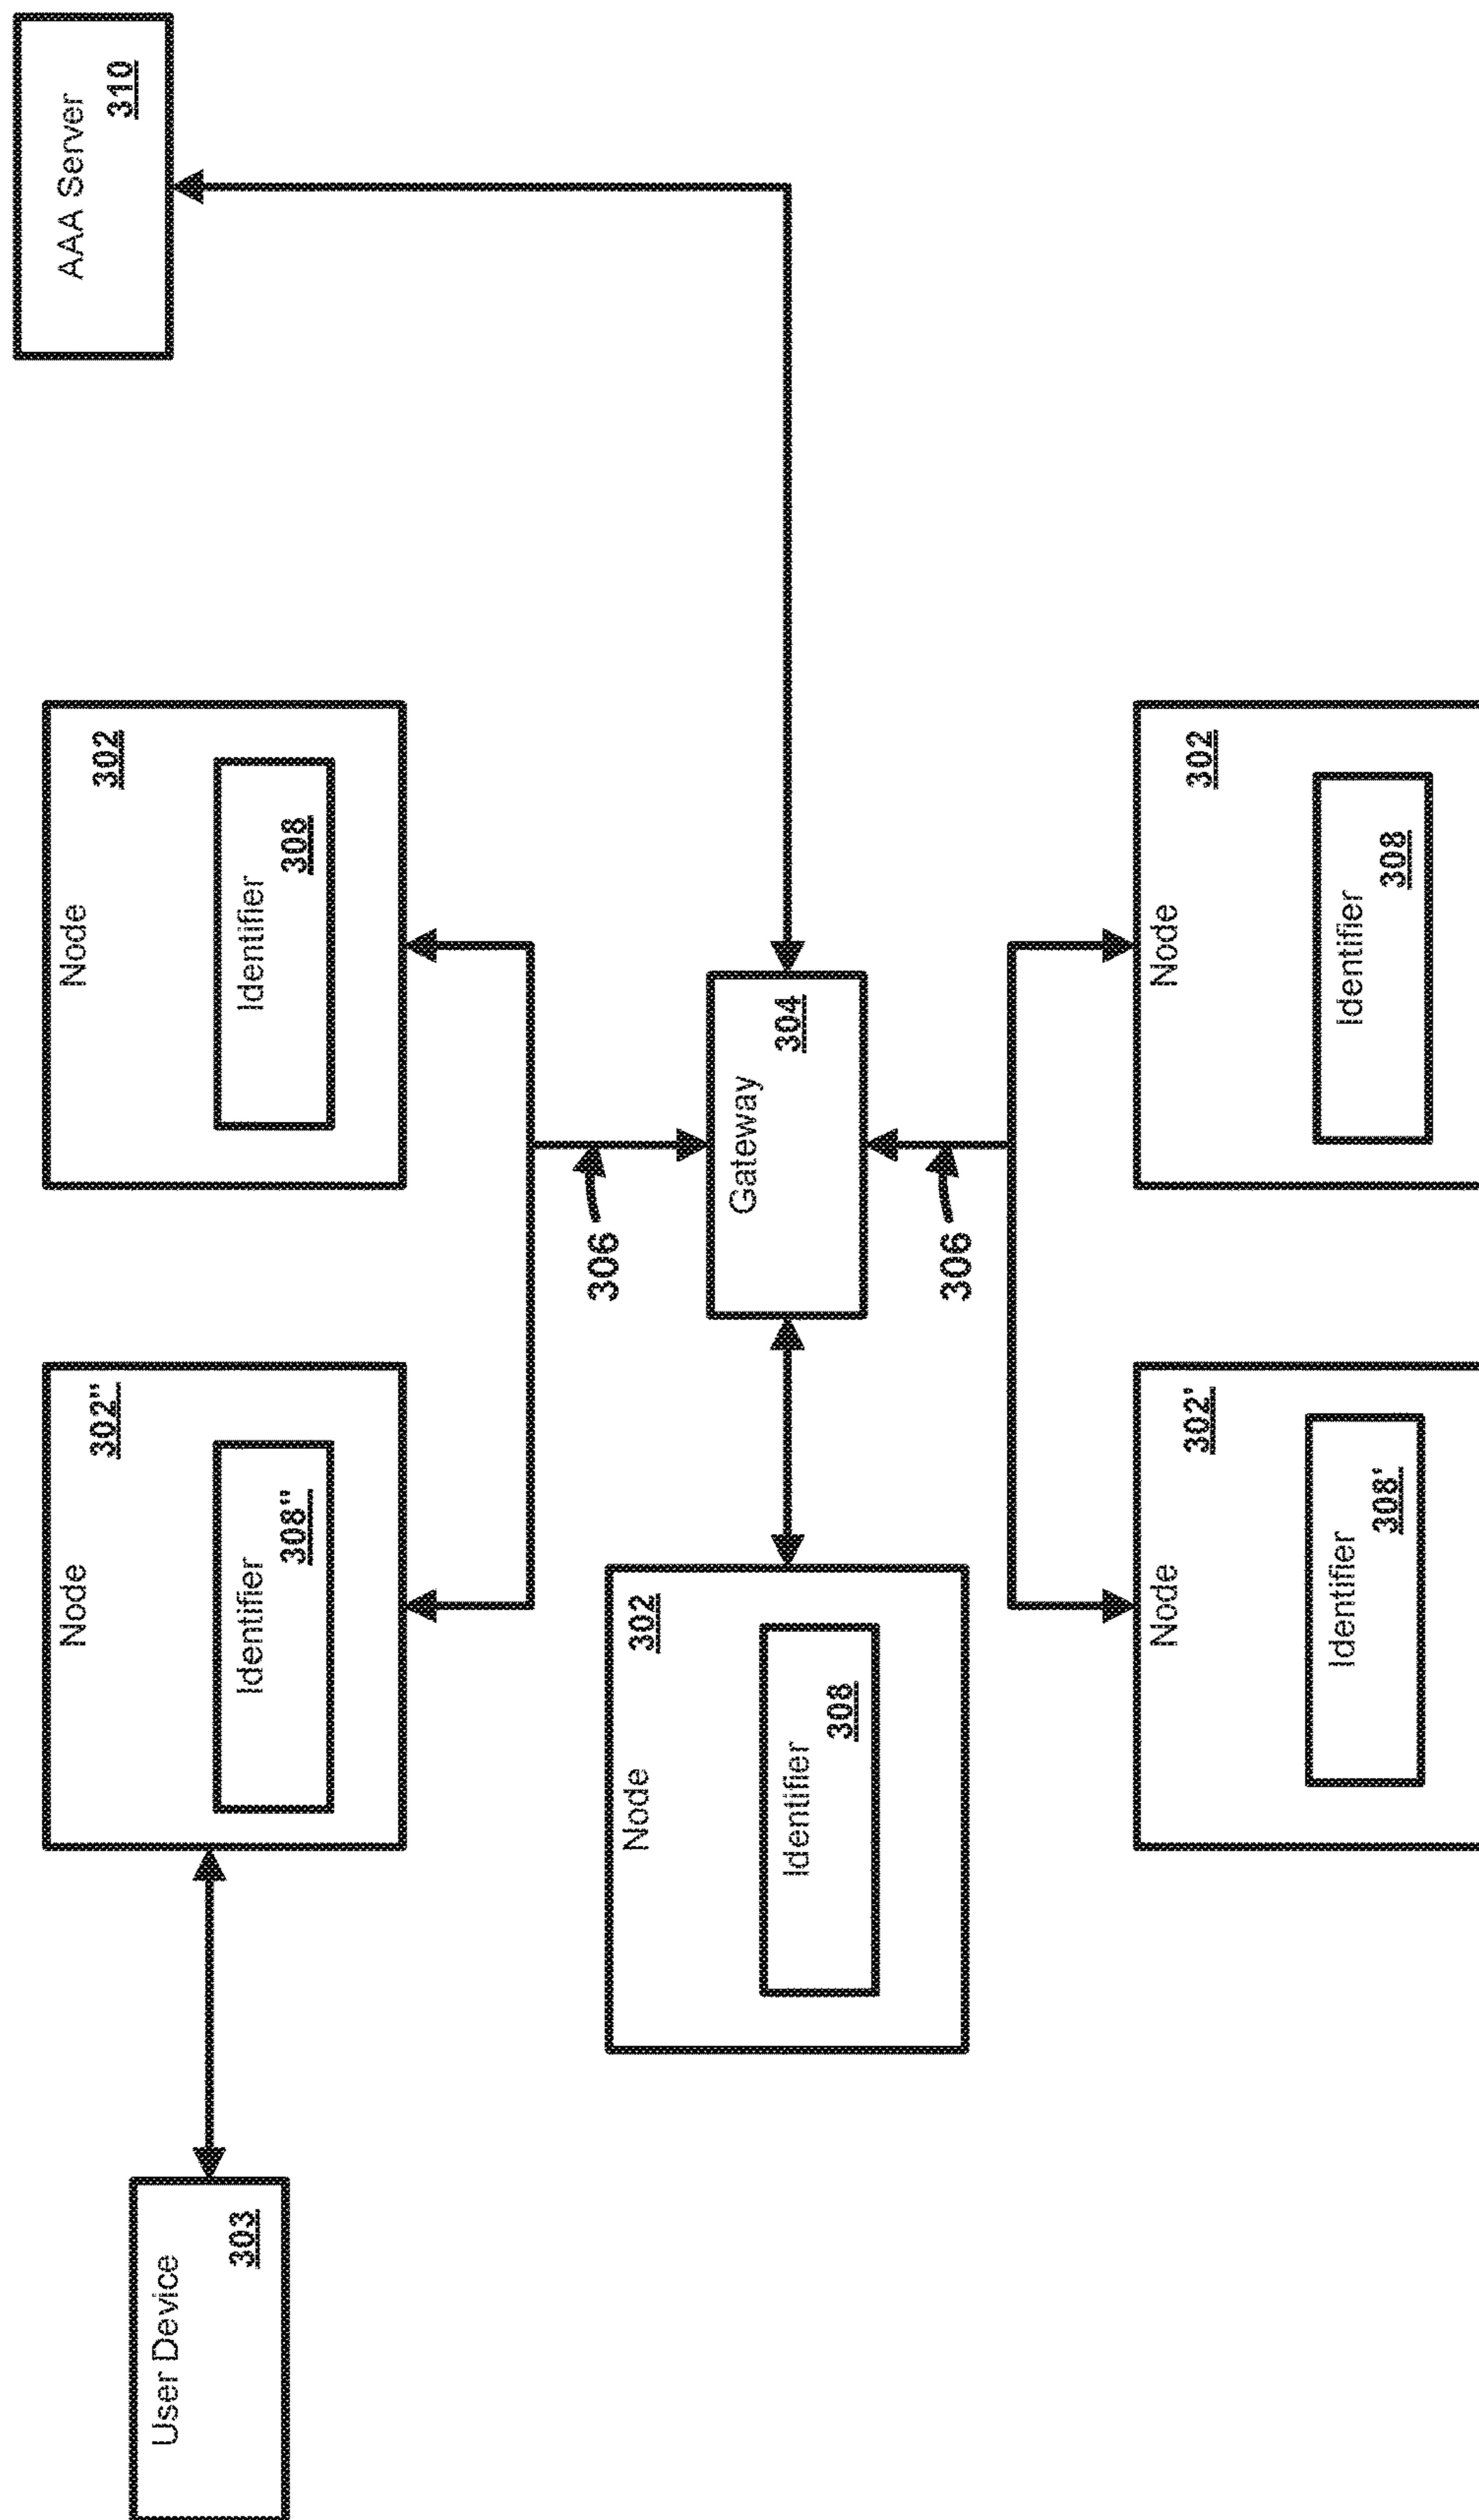 User Device
303
Node
302"
Identifier
308"
Node
302
Identifier
308
AAA Server
310
306
Node
302
Identifier
308
Gateway
304
306
Node
302'
Identifier
308'
Node
302
Identifier
308